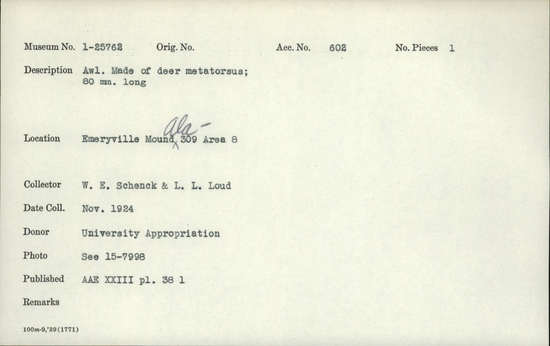 Museum No. 1-25762 Orig. No. Acc. No. 602 No. Pieces 1
Description Awl. Made of deer metatorsus;
80 mm. long
Location Emeryville Mound, Ala- 309 Area 8
Collector W. E. Schenck & L. L. Loud
Date Coll. Nov. 1924
Donor University Appropriation
Photo See 15-7998
Published AAE XXIII pl. 38 l
Remarks
100m-9,'29(1771)